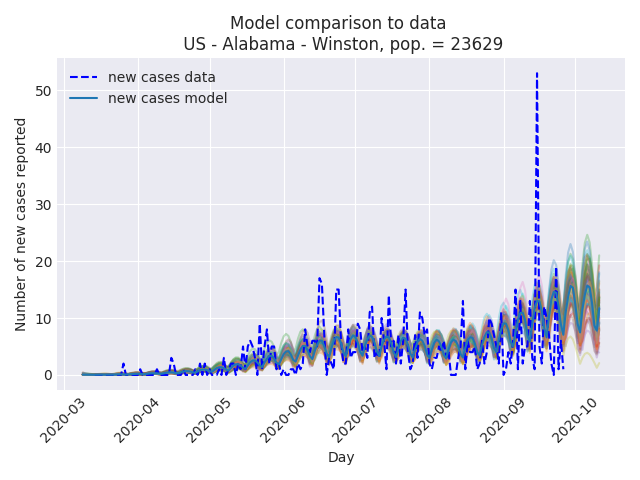 Model comparison to data
US - Alabama - Winston, pop. = 23629
new cases data
new cases model
Number of new cases reported
50
40
30
20
10
0
2020-03
2020-04
2020-05
2020-06
2020-07
2020-08
2020-09
2020-10
Day